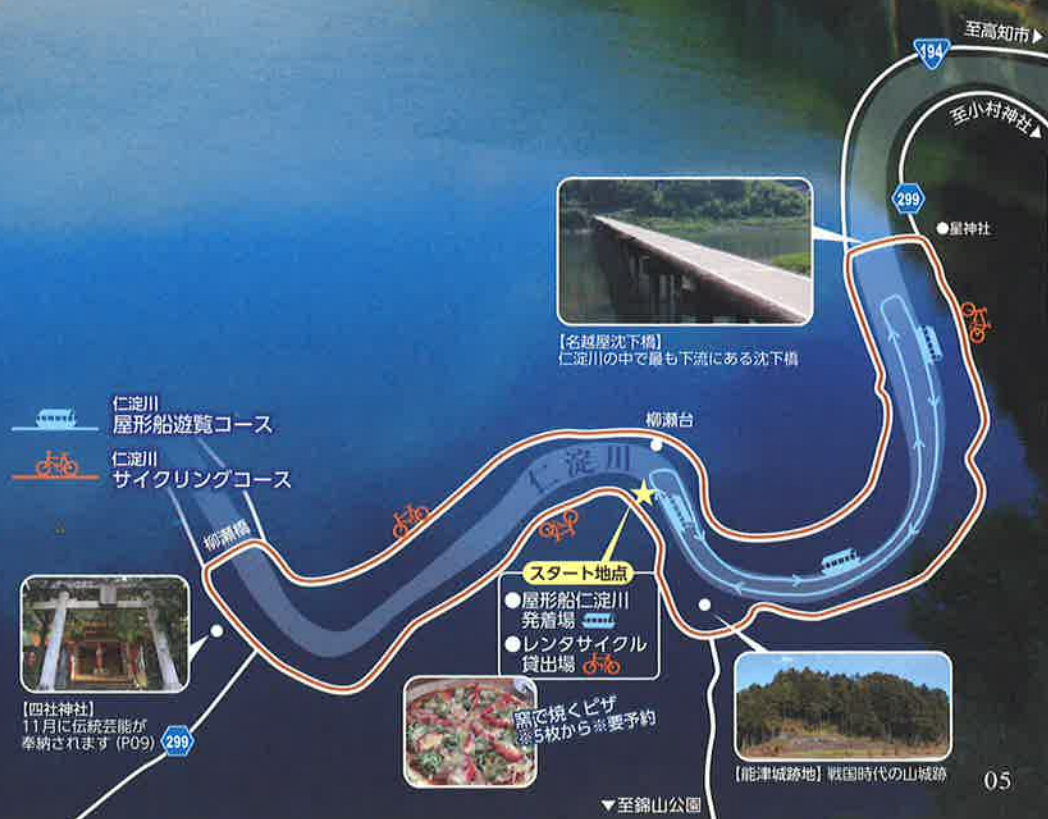 至高知市▶
194
至小村神社▲
299
●星神社
【名越屋沈下橋】
仁淀川の中で最も下流にある沈下橋
仁淀川
屋形船遊覧コース
仁淀川
サイクリングコース
柳瀬台
仁淀川
柳瀬橋
スタート地点
●屋形船仁淀川
発着場
●レンタサイクル
貸出場
【四社神社】
11月に伝統芸能が
奉納されます (P09)
299
窯で焼くピザ
※5枚から※要予約
【能津城跡地】戦国時代の山城跡
▼至錦山公園
05